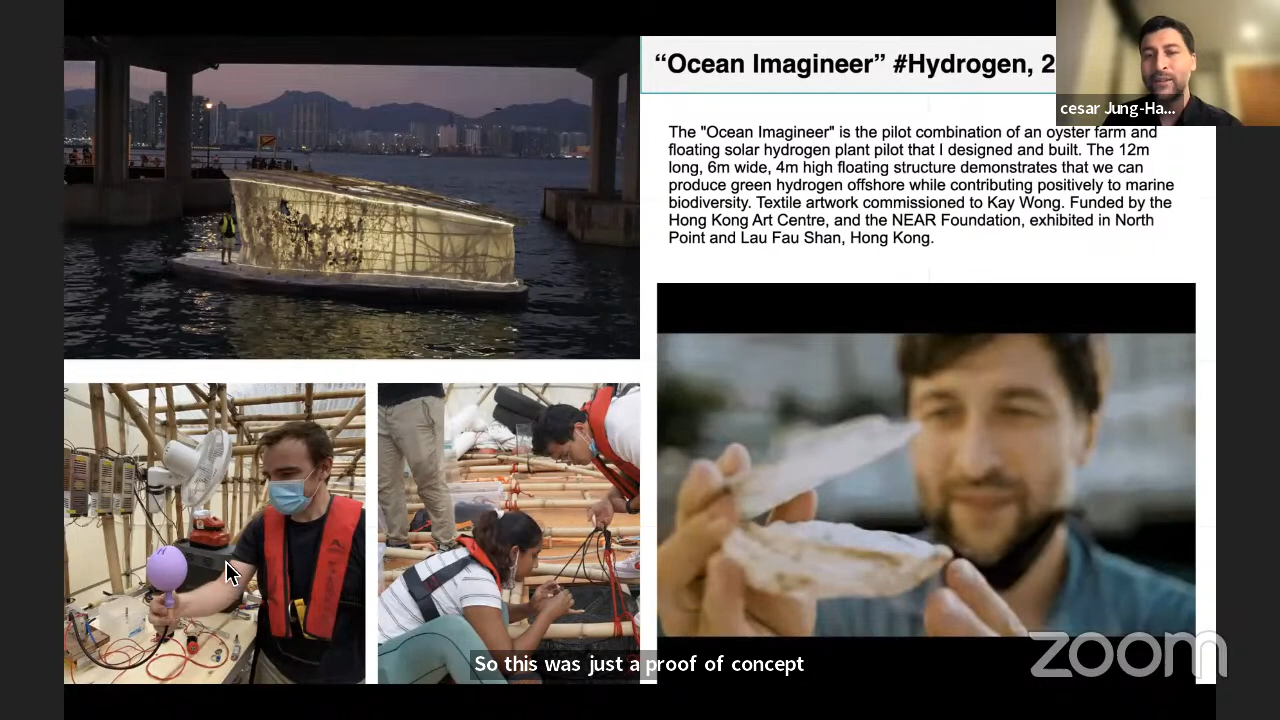 “Ocean Imagineer” #Hydrogen, 2
cesar Jung-Ha...
The "Ocean Imagineer" is the pilot combination of an oyster farm and
floating solar hydrogen plant pilot that I designed and built. The 12m
long, 6m wide, 4m high floating structure demonstrates that we can
produce green hydrogen offshore while contributing positively to marine
biodiversity. Textile artwork commissioned to Kay Wong. Funded by the
Hong Kong Art Centre, and the NEAR Foundation, exhibited in North
Point and Lau Fau Shan, Hong Kong.
So this was just a proof of concept
zoom